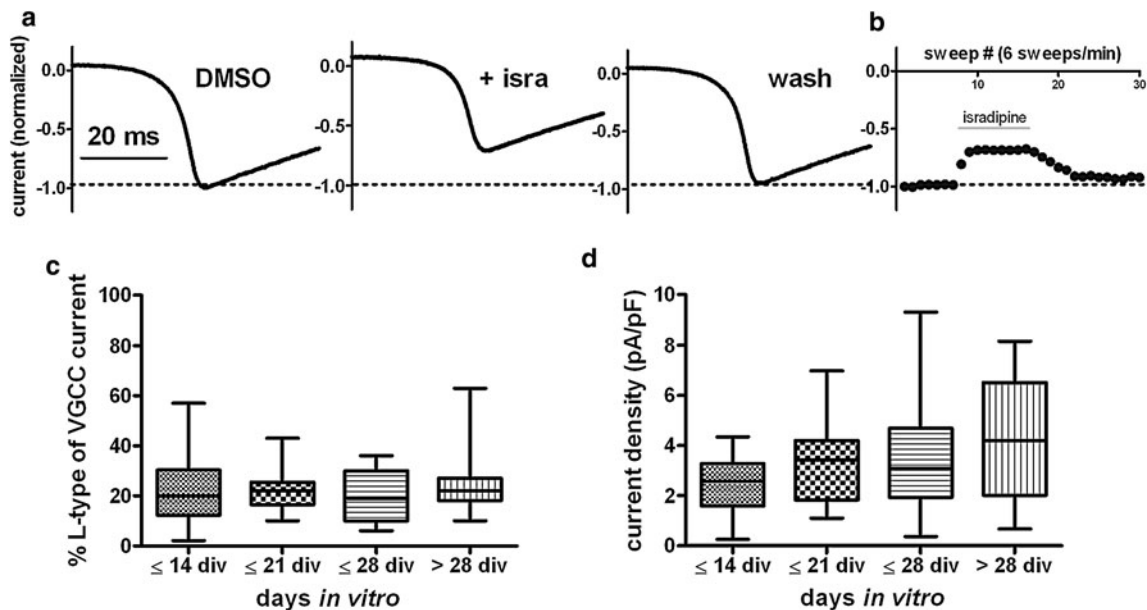 a
b
current (normalized)
0.0
-0.5
-1.0
DMSO
20 ms
0.0
-0.5
-1.0
+ isra
0.0
-0.5
-1.0
wash
sweep # (6 sweeps/min)
0.0
-0.5
-1.0
10
20
30
isradipine
c
% L-type of VGCC current
100
80
60
40
20
0
≤ 14 div
≤ 21 div
≤ 28 div
> 28 div
days in vitro
d
current density (pA/pF)
10
8
6
4
2
0
≤ 14 div
≤ 21 div
≤ 28 div
> 28 div
days in vitro